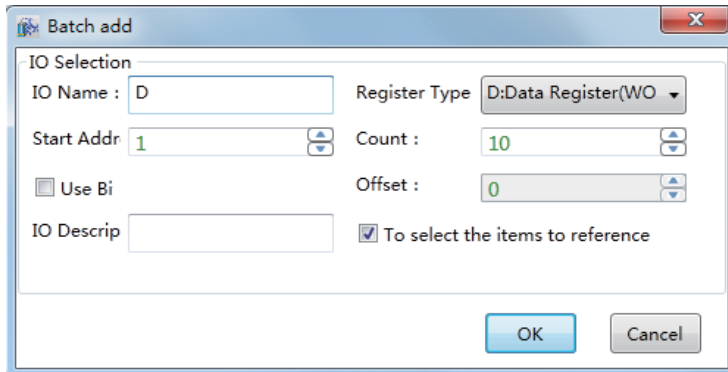 Batch add
IO Selection
IO Name : D Register Type D:Data Register(WO
Start Addr 1 Count : 10
Use Bi Offset : 0
IO Descrip To select the items to reference
OK Cancel